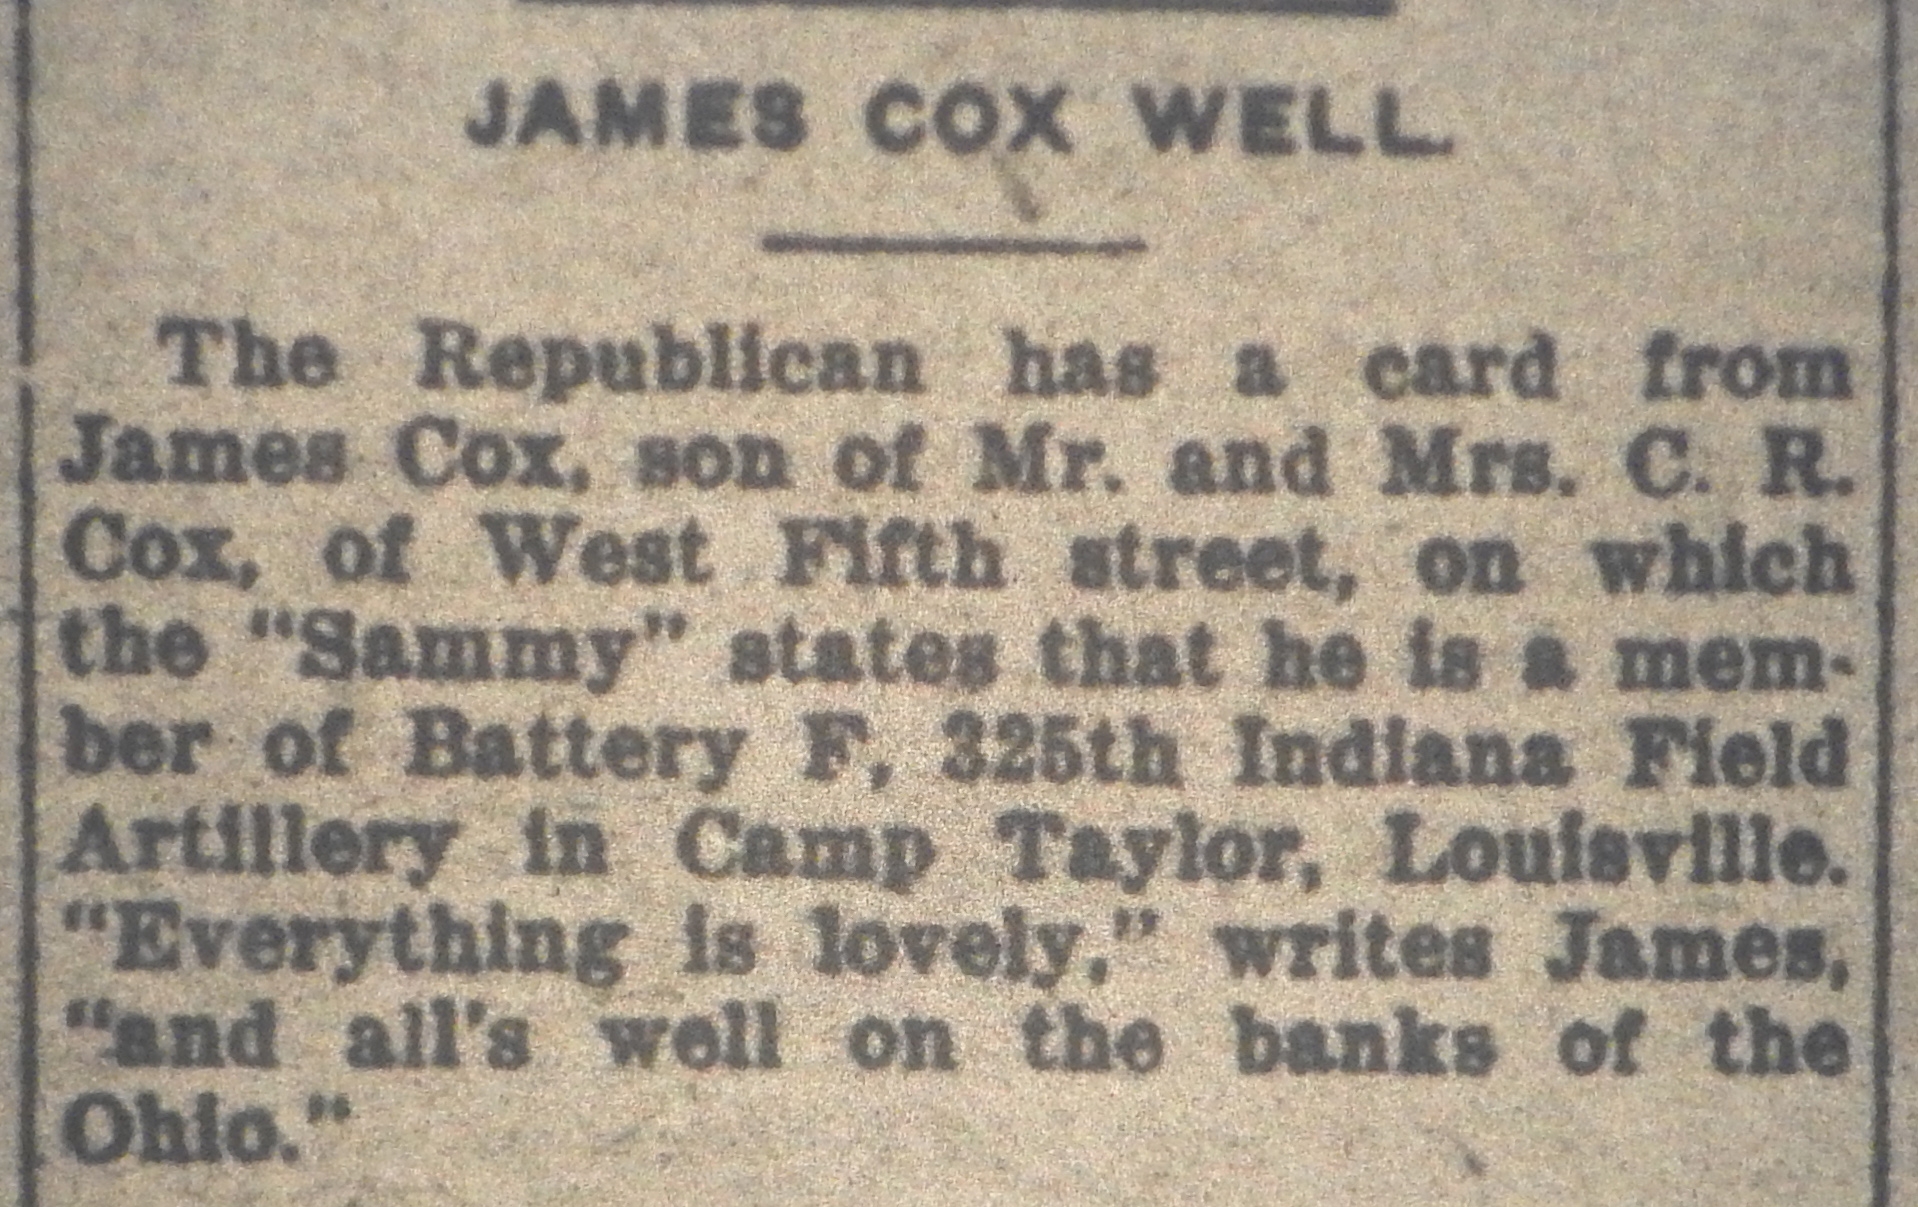 JAMES COX WELL
The Republican has a card from
James Cox, son of Mr. and Mrs. C. R.
Cox, of West Fifth street, on which
the "Sammy" states that he is a mem-
ber of Battery F, 325th Indiana Field
Artillery in Camp Taylor, Louisville.
"Everything is lovely," writes James,
"and all's well on the banks of the
Ohio."